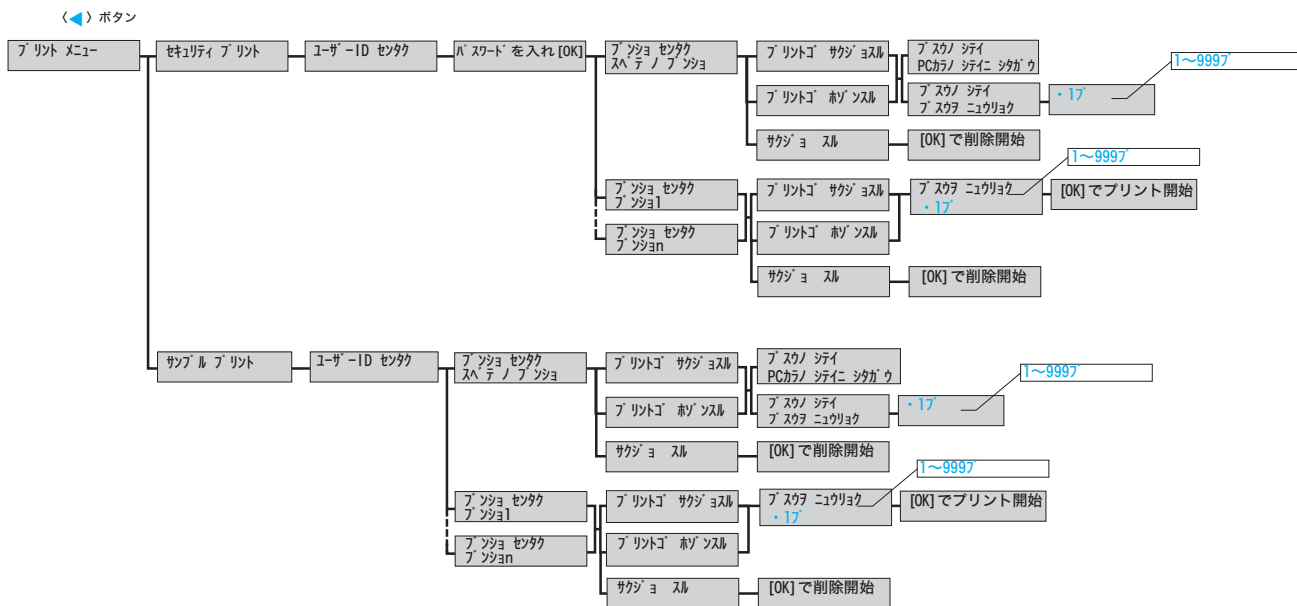 〈◀〉ボタン
プリント メニュー
セキュリティ プリント
ユーザーID センタク
パスワードを入れ[OK]
ブンショ センタク
スベテノ ブンショ
プリントゴ サクジョスル
ブスウノ シテイ
PCカラノ シテイニ シタガウ
1〜999ブ
プリントゴ ホゾンスル
ブスウノ シテイ
ブスウヲ ニュウリョク
・1ブ
サクジョ スル
[OK]で削除開始
1〜999ブ
ブンショ センタク
ブンショ1
プリントゴ サクジョスル
ブスウヲ ニュウリョク
・1ブ
[OK]でプリント開始
ブンショ センタク
ブンショn
プリントゴ ホゾンスル
サクジョ スル
[OK]で削除開始
サンプル プリント
ユーザーID センタク
ブンショ センタク
スベテノ ブンショ
プリントゴ サクジョスル
ブスウノ シテイ
PCカラノ シテイニ シタガウ
1〜999ブ
プリントゴ ホゾンスル
ブスウノ シテイ
ブスウヲ ニュウリョク
・1ブ
サクジョ スル
[OK]で削除開始
1〜999ブ
ブンショ センタク
ブンショ1
プリントゴ サクジョスル
ブスウヲ ニュウリョク
・1ブ
[OK]でプリント開始
ブンショ センタク
ブンショn
プリントゴ ホゾンスル
サクジョ スル
[OK]で削除開始